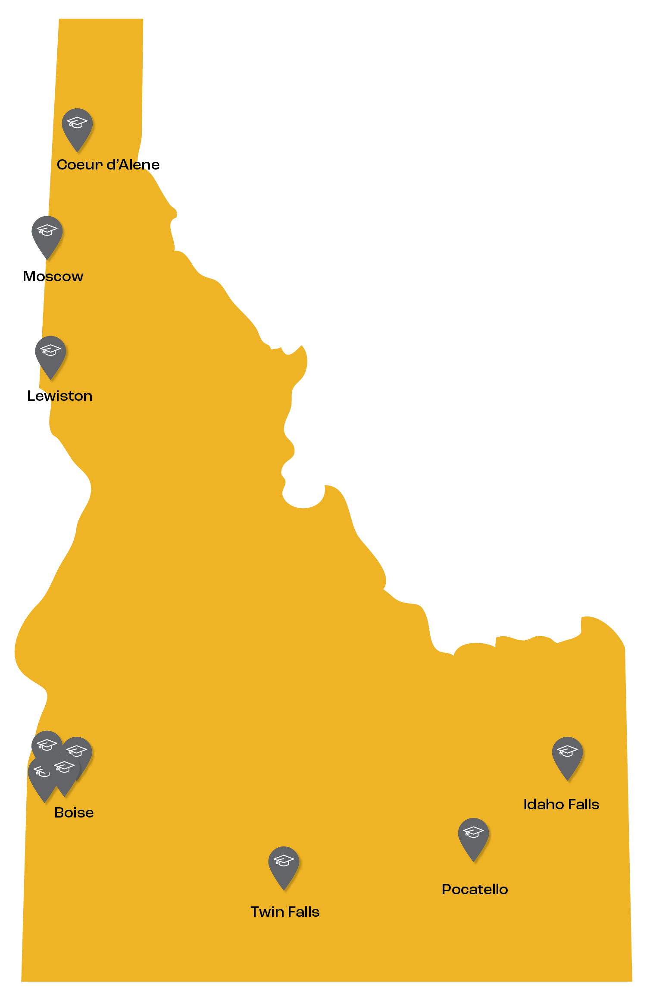 Coeur d’Alene
Moscow
Lewiston
Boise
Idaho Falls
Pocatello
Twin Falls